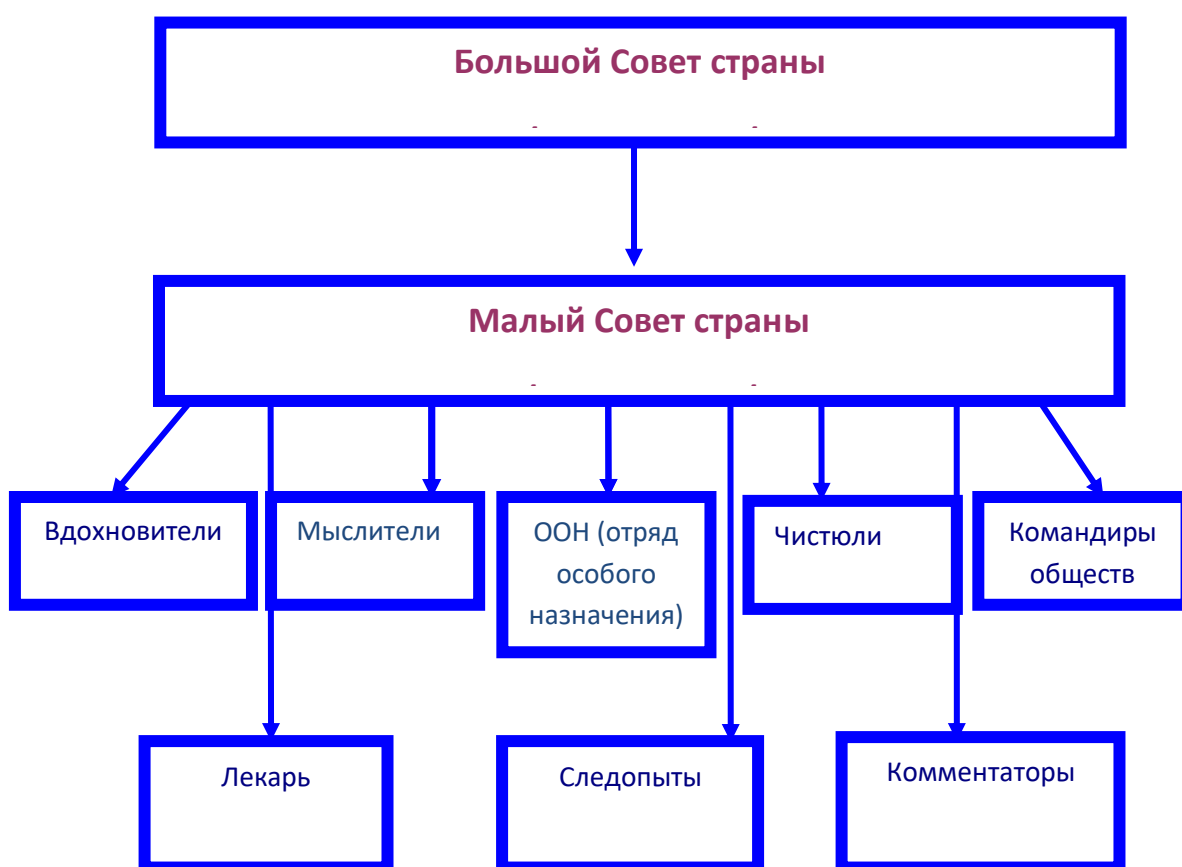 Большой Совет страны
- -
Малый Совет страны
- -
Вдохновители
Мыслители
ООН (отряд
особого
назначения)
Чистюли
Командиры
обществ
Лекарь
Следопыты
Комментаторы